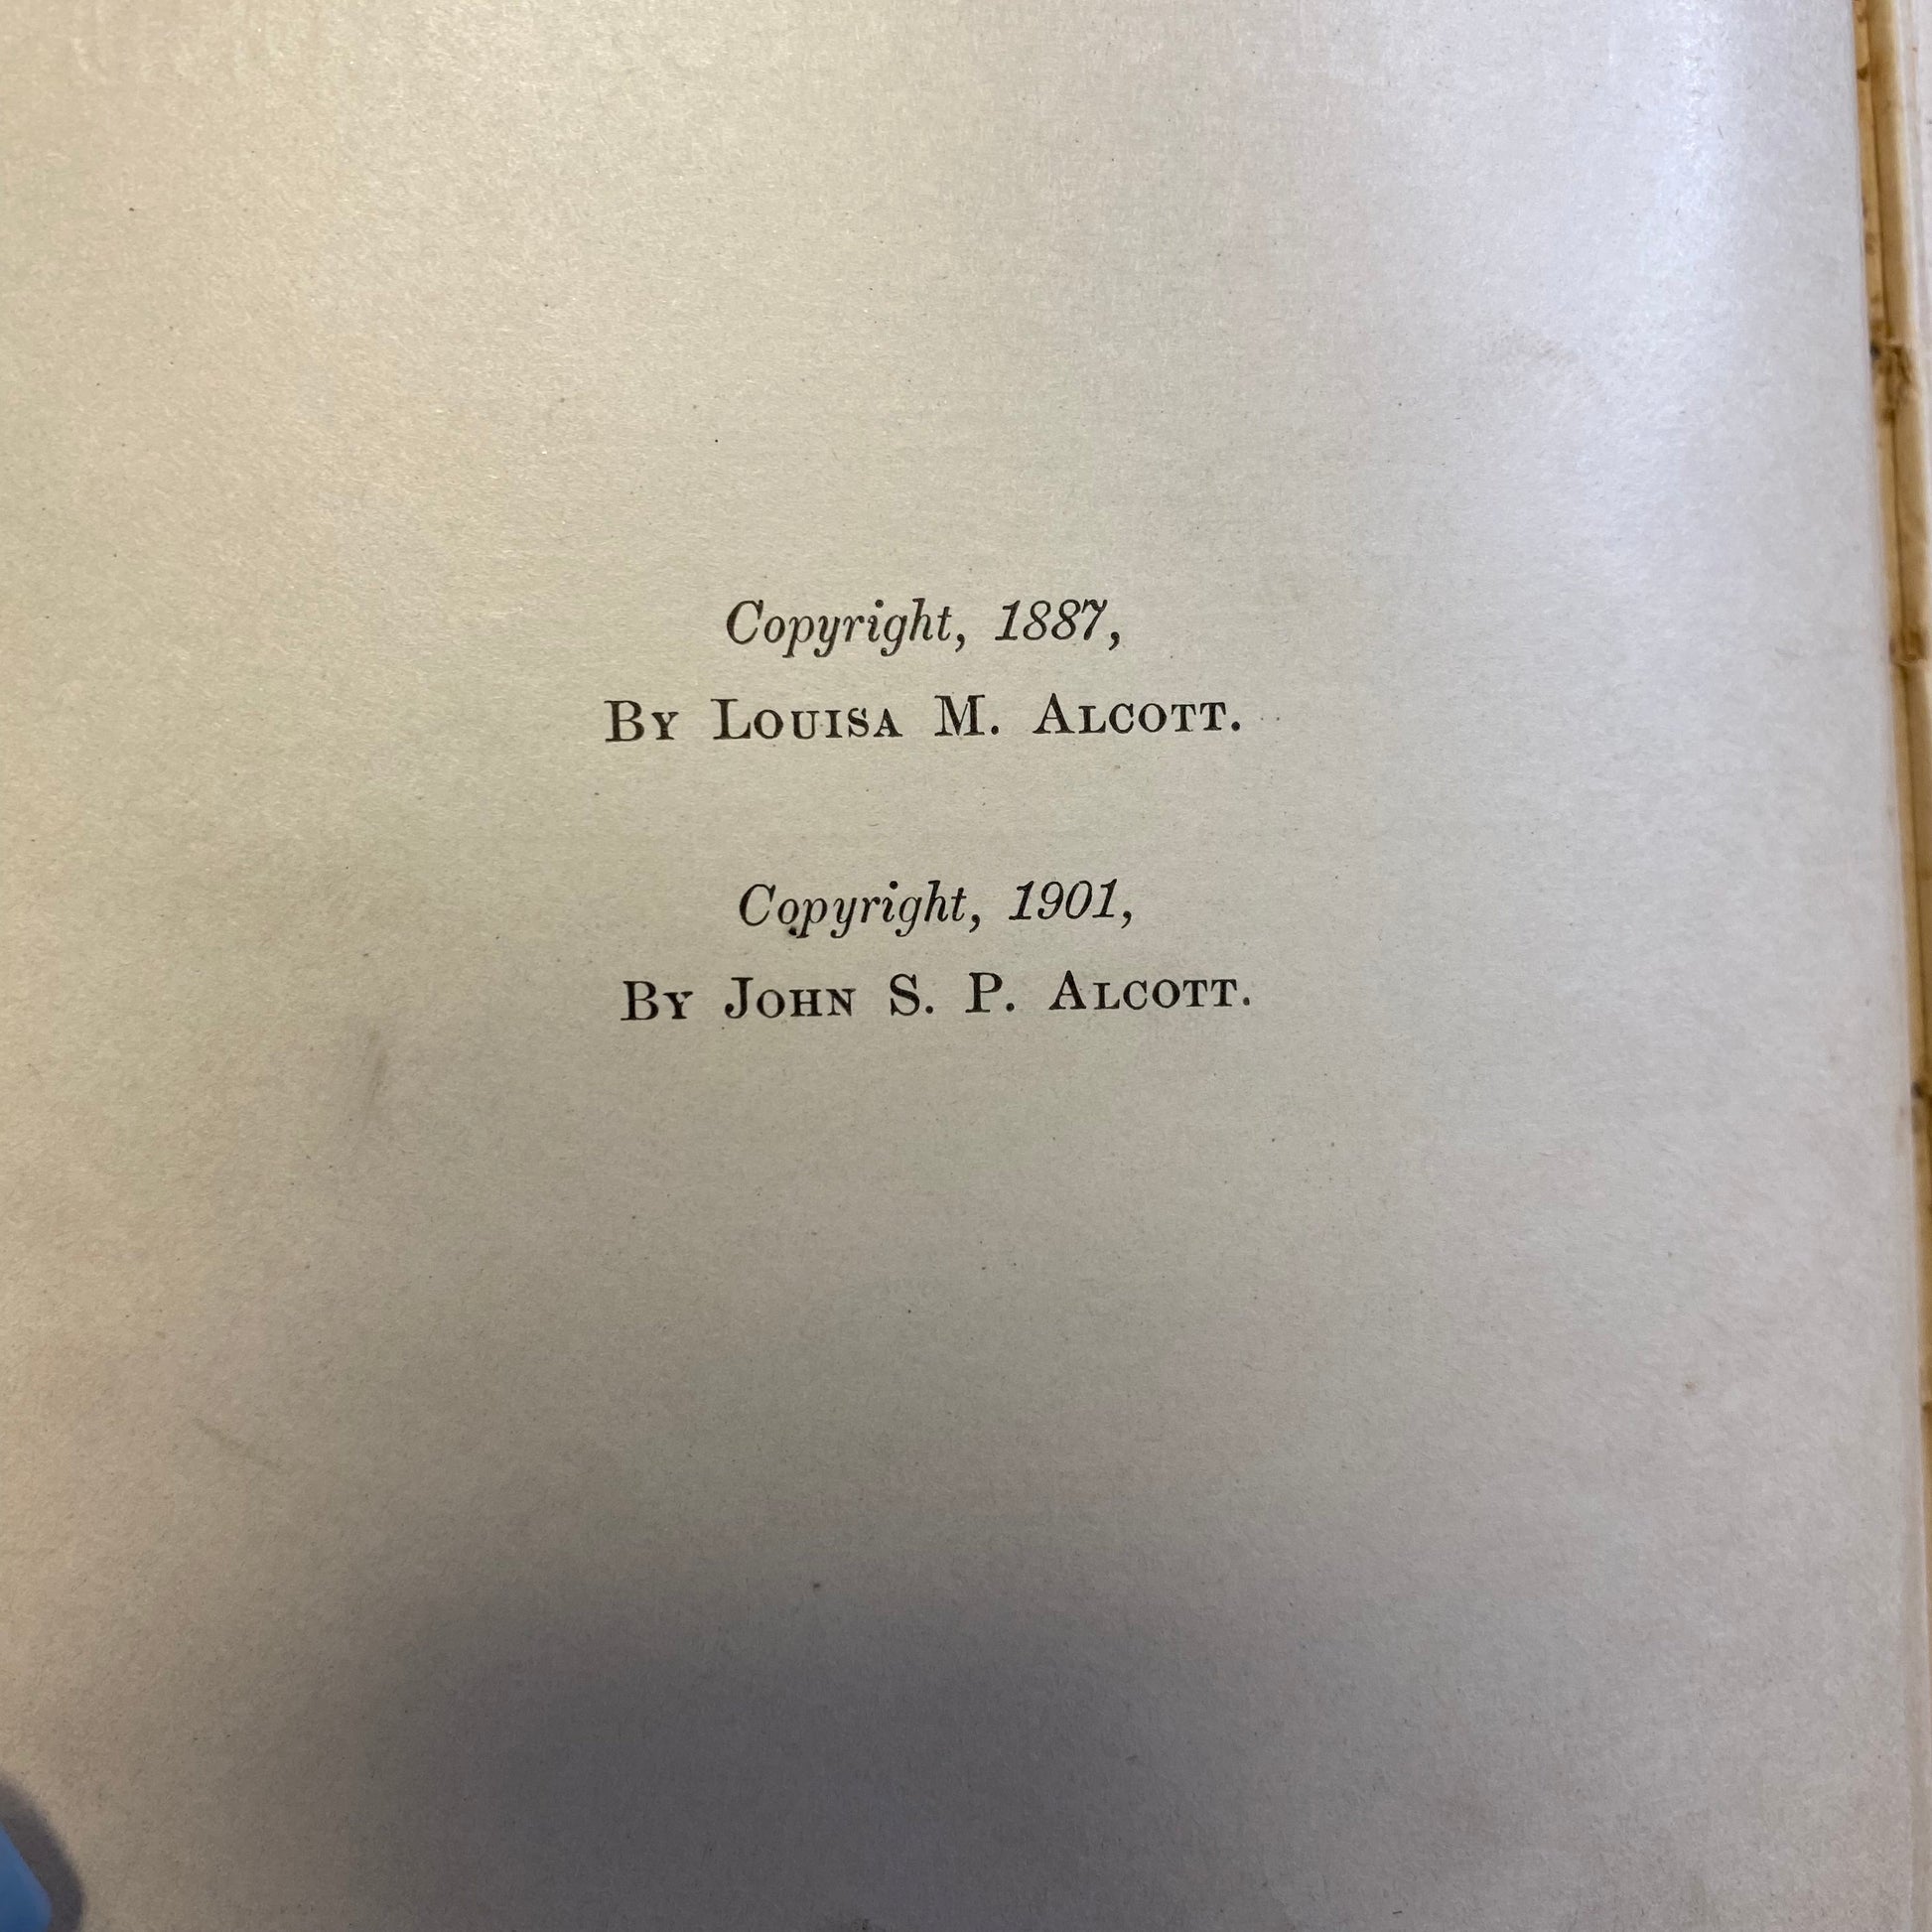 Copyright, 1887,
By Louisa M. Alcott.
Copyright, 1901,
By John S. P. Alcott.